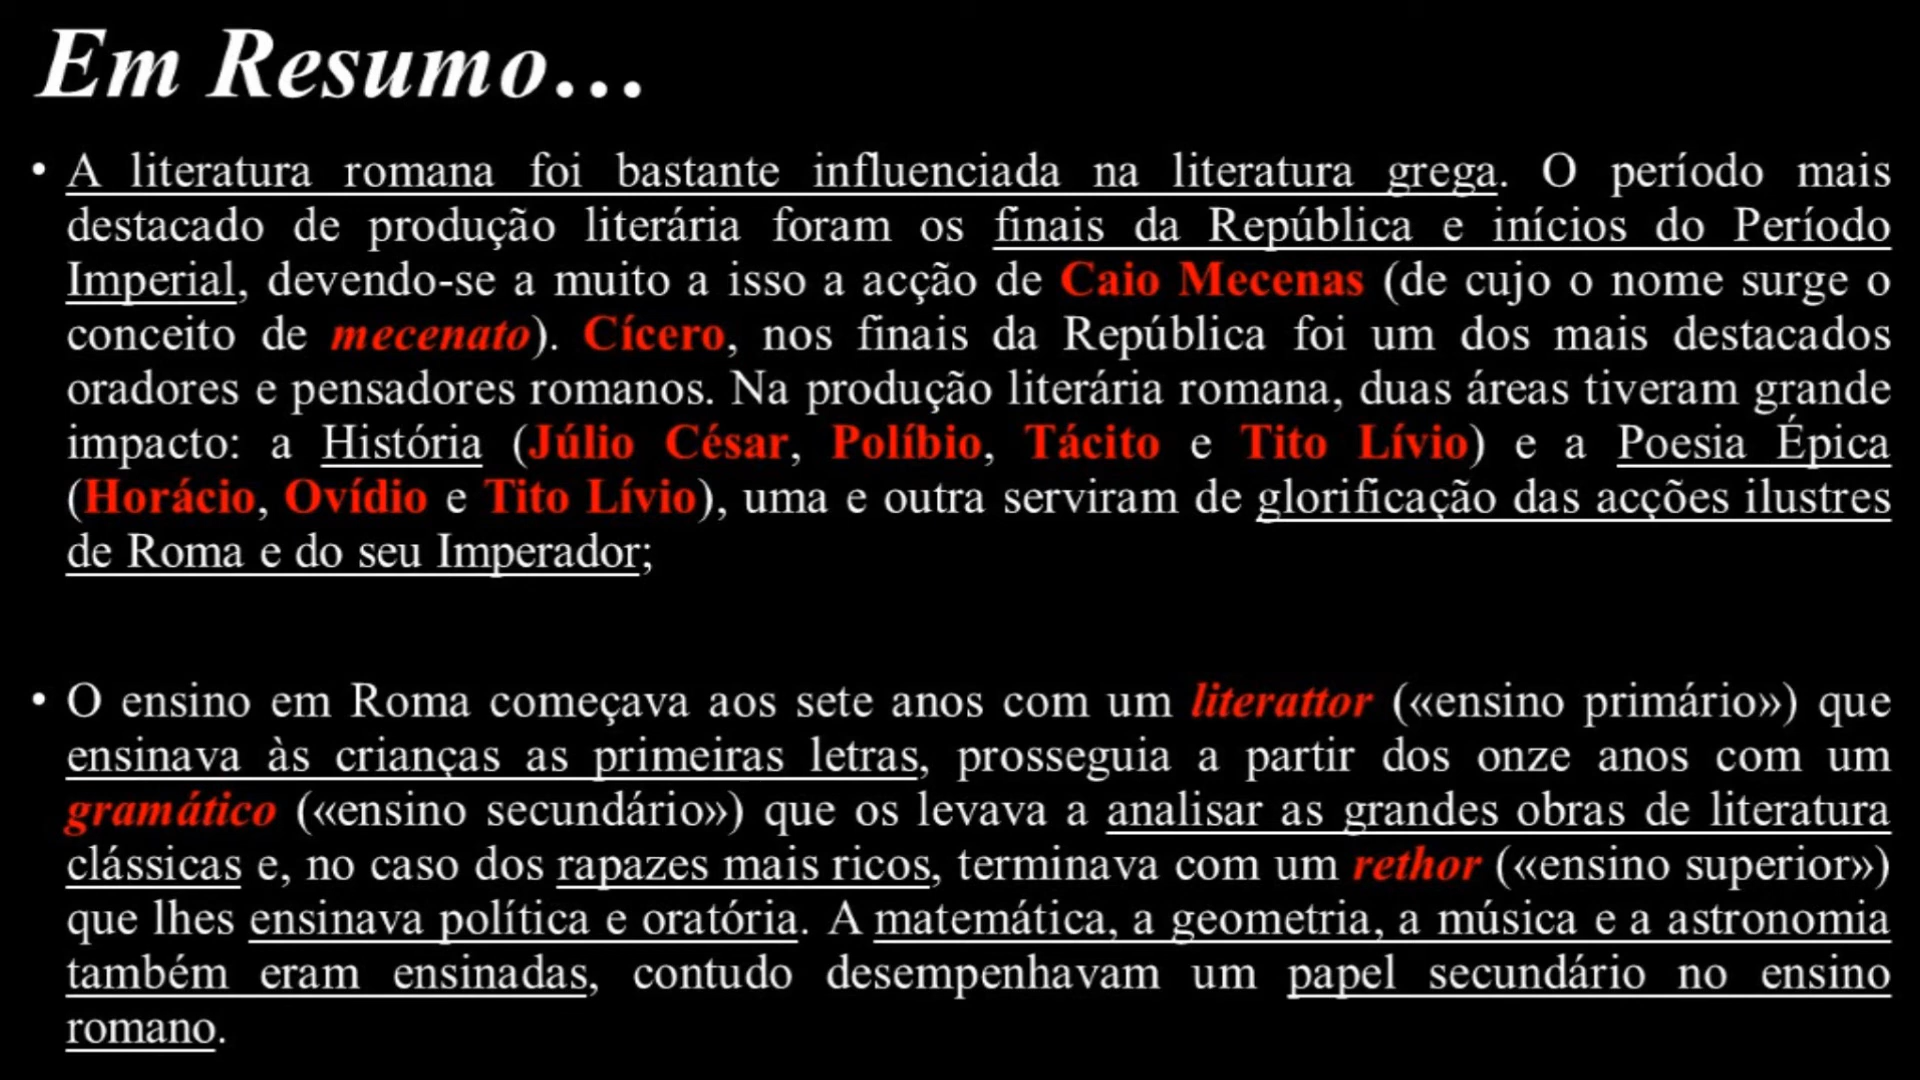 Em Resumo...
• A literatura romana foi bastante influenciada na literatura grega. O período mais
destacado de produção literária foram os finais da República e inícios do Período
Imperial, devendo-se a muito a isso a acção de Caio Mecenas (de cujo o nome surge o
conceito de mecenato). Cícero, nos finais da República foi um dos mais destacados
oradores e pensadores romanos. Na produção literária romana, duas áreas tiveram grande
impacto: a História (Júlio César, Políbio, Tácito e Tito Lívio) e a Poesia Épica
(Horácio, Ovídio e Tito Lívio), uma e outra serviram de glorificação das acções ilustres
de Roma e do seu Imperador;
• O ensino em Roma começava aos sete anos com um literattor («ensino primário») que
ensinava às crianças as primeiras letras, prosseguia a partir dos onze anos com um
gramático («ensino secundário») que os levava a analisar as grandes obras de literatura
clássicas e, no caso dos rapazes mais ricos, terminava com um rethor («ensino superior»)
que lhes ensinava política e oratória. A matemática, a geometria, a música e a astronomia
também eram ensinadas, contudo desempenhavam um papel secundário no ensino
romano.